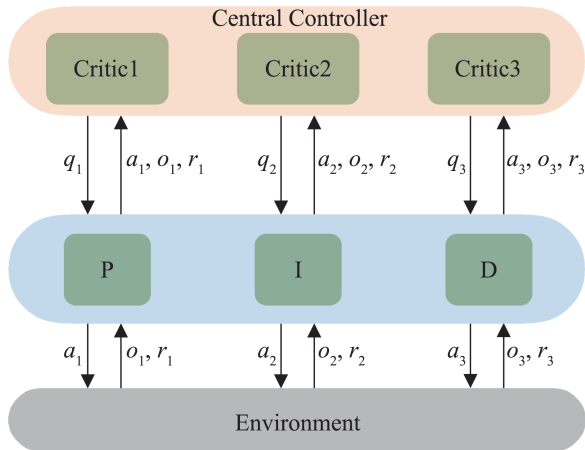 Central Controller
Critic1 Critic2 Critic3
q₁ a₁, o₁, r₁ q₂ a₂, o₂, r₂ q₃ a₃, o₃, r₃
P I D
a₁ o₁, r₁ a₂ o₂, r₂ a₃ o₃, r₃
Environment